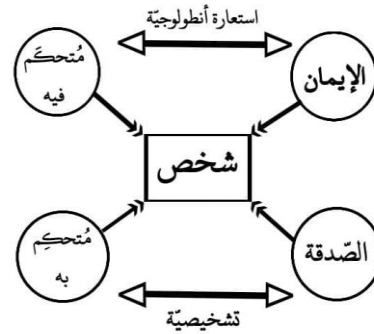 استعارة أنطولوجيّة
الإيمان
مُتحكَم
فيه
شخص
الصّدقة
مُتحكِم
به
تشخيصيّة